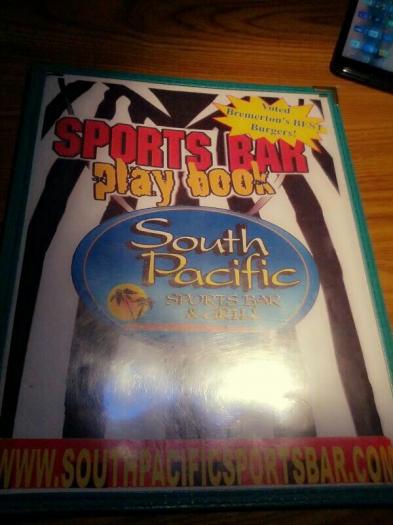 Voted
Bremerton's BEST
Burgers!
SPORTS BAR
play book
South
Pacific
SPORTS BAR
& GRILL
WWW.SOUTHPACIFICSPORTSBAR.COM